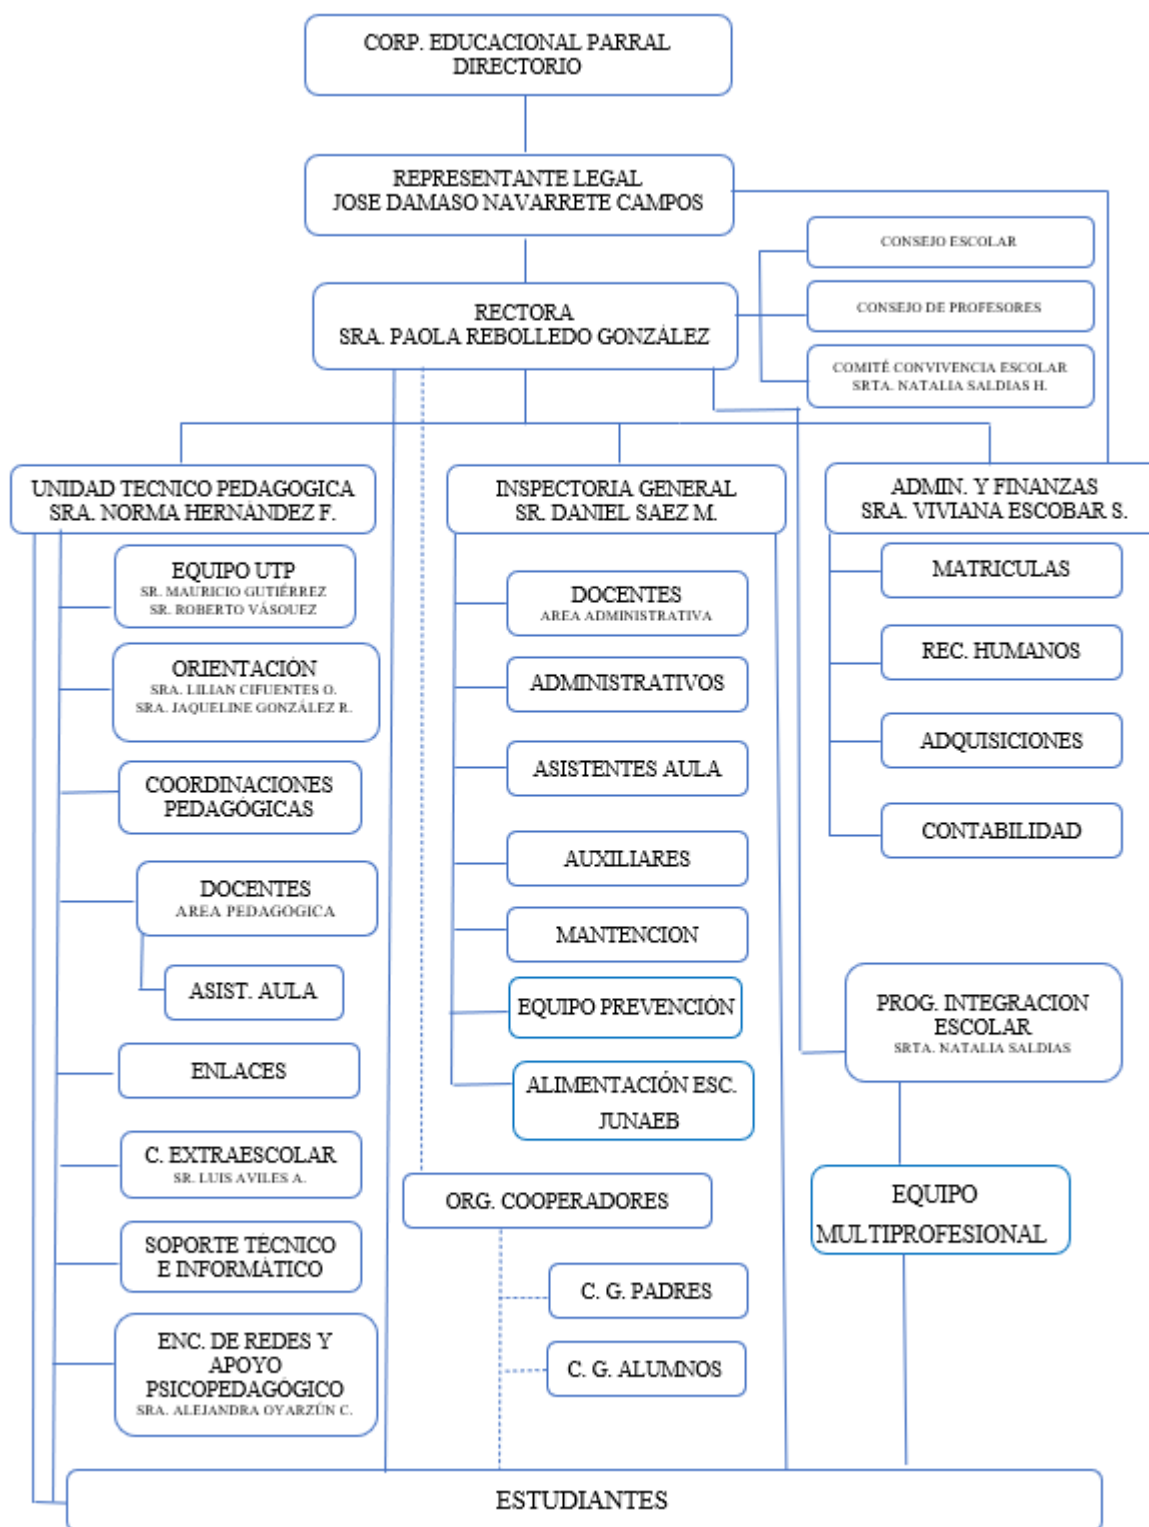 CORP. EDUCACIONAL PARRAL
DIRECTORIO
REPRESENTANTE LEGAL
JOSE DAMASO NAVARRETE CAMPOS
RECTORA
SRA. PAOLA REBOLLEDO GONZÁLEZ
CONSEJO ESCOLAR
CONSEJO DE PROFESORES
COMITÉ CONVIVENCIA ESCOLAR
SRTA. NATALIA SALDIAS H.
UNIDAD TECNICO PEDAGOGICA
SRA. NORMA HERNÁNDEZ F.
EQUIPO UTP
SR. MAURICIO GUTIÉRREZ
SR. ROBERTO VÁSQUEZ
ORIENTACIÓN
SRA. LILIAN CIFUENTES O.
SRA. JAQUELINE GONZÁLEZ R.
COORDINACIONES
PEDAGÓGICAS
DOCENTES
AREA PEDAGOGICA
ASIST. AULA
ENLACES
C. EXTRAESCOLAR
SR. LUIS AVILES A.
SOPORTE TÉCNICO
E INFORMÁTICO
ENC. DE REDES Y
APOYO
PSICOPEDAGÓGICO
SRA. ALEJANDRA OYARZÚN C.
INSPECTORIA GENERAL
SR. DANIEL SAEZ M.
DOCENTES
AREA ADMINISTRATIVA
ADMINISTRATIVOS
ASISTENTES AULA
AUXILIARES
MANTENCION
EQUIPO PREVENCIÓN
ALIMENTACIÓN ESC.
JUNAEB
ORG. COOPERADORES
C. G. PADRES
C. G. ALUMNOS
ADMIN. Y FINANZAS
SRA. VIVIANA ESCOBAR S.
MATRICULAS
REC. HUMANOS
ADQUISICIONES
CONTABILIDAD
PROG. INTEGRACION
ESCOLAR
SRTA. NATALIA SALDIAS
EQUIPO
MULTIPROFESIONAL
ESTUDIANTES